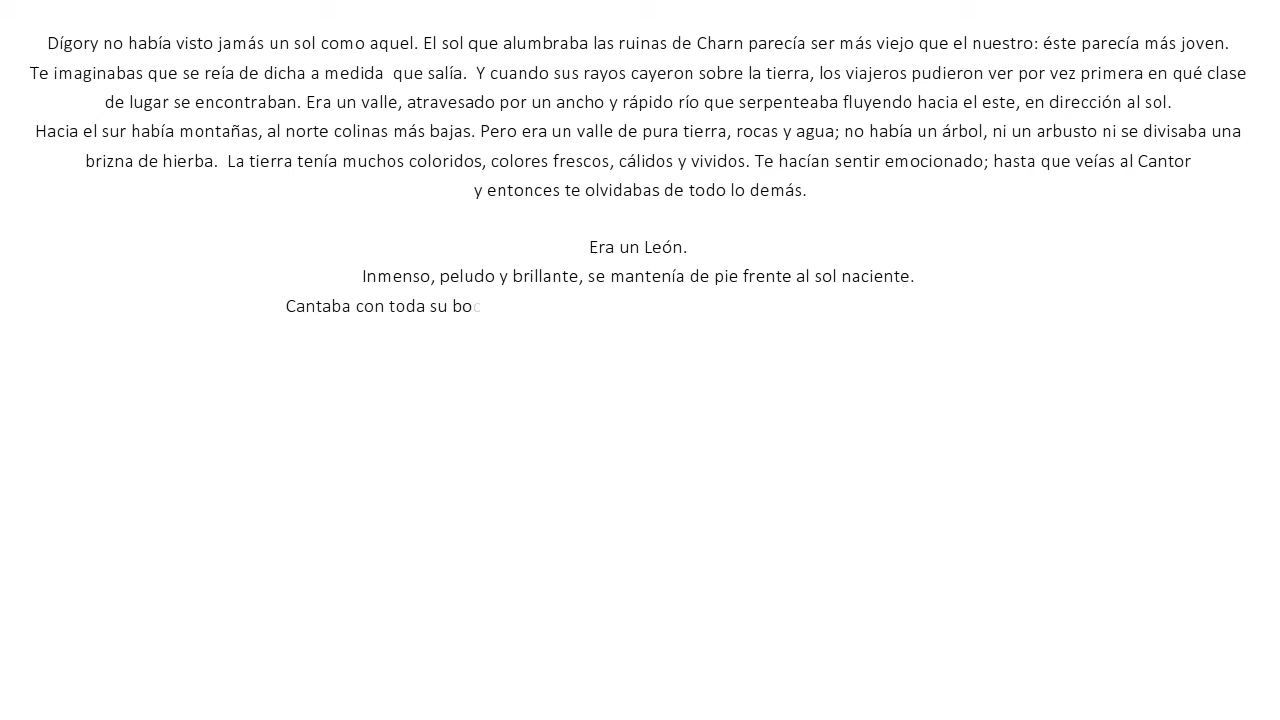 Dígory no había visto jamás un sol como aquel. El sol que alumbraba las ruinas de Charn parecía ser más viejo que el nuestro: éste parecía más joven.
Te imaginabas que se reía de dicha a medida  que salía.  Y cuando sus rayos cayeron sobre la tierra, los viajeros pudieron ver por vez primera en qué clase
de lugar se encontraban. Era un valle, atravesado por un ancho y rápido río que serpenteaba fluyendo hacia el este, en dirección al sol.
Hacia el sur había montañas, al norte colinas más bajas. Pero era un valle de pura tierra, rocas y agua; no había un árbol, ni un arbusto ni se divisaba una
brizna de hierba.  La tierra tenía muchos coloridos, colores frescos, cálidos y vividos. Te hacían sentir emocionado; hasta que veías al Cantor
y entonces te olvidabas de todo lo demás.
Era un León.
Inmenso, peludo y brillante, se mantenía de pie frente al sol naciente.
Cantaba con toda su boc